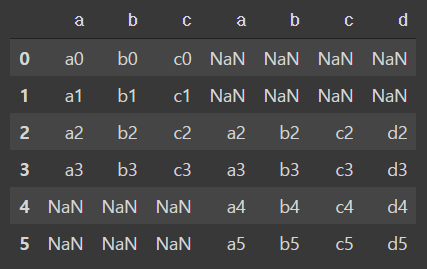 a b c a b c d
0 a0 b0 c0 NaN NaN NaN NaN
1 a1 b1 c1 NaN NaN NaN NaN
2 a2 b2 c2 a2 b2 c2 d2
3 a3 b3 c3 a3 b3 c3 d3
4 NaN NaN NaN a4 b4 c4 d4
5 NaN NaN NaN a5 b5 c5 d5